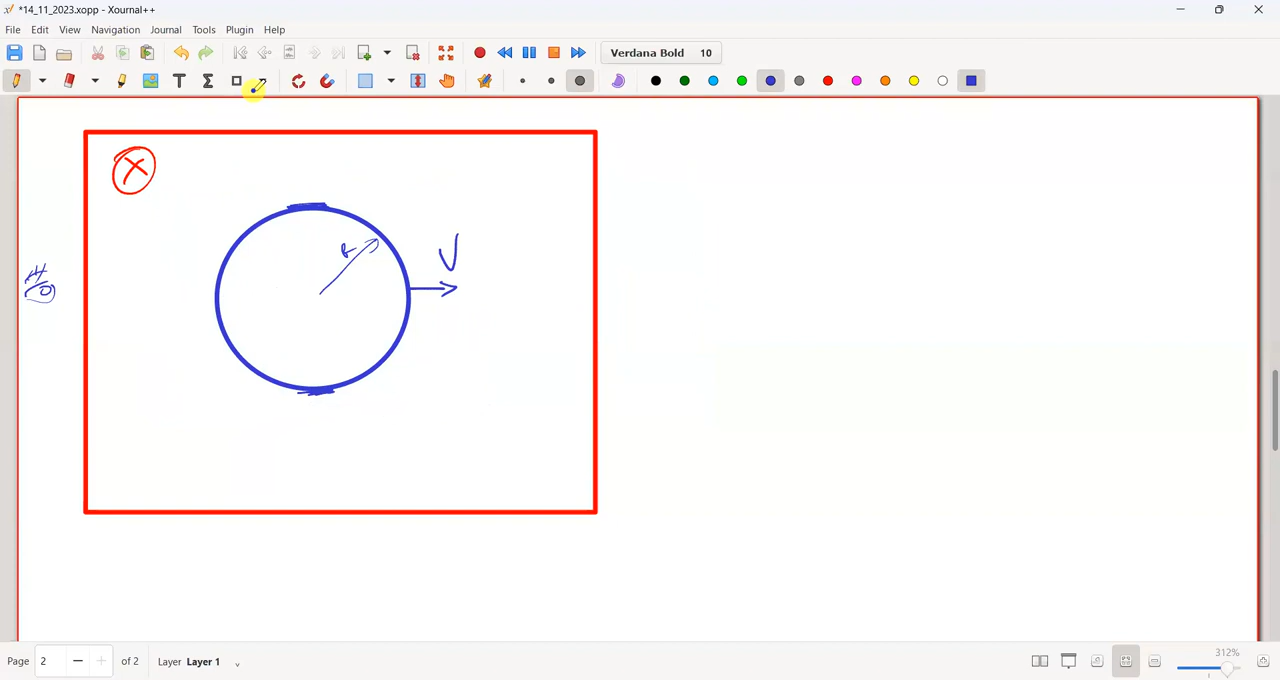 *14_11_2023.xopp - Xournal++
File Edit View Navigation Journal Tools Plugin Help
Verdana Bold 10
X
V
Page 2 of 2 Layer Layer 1 312%